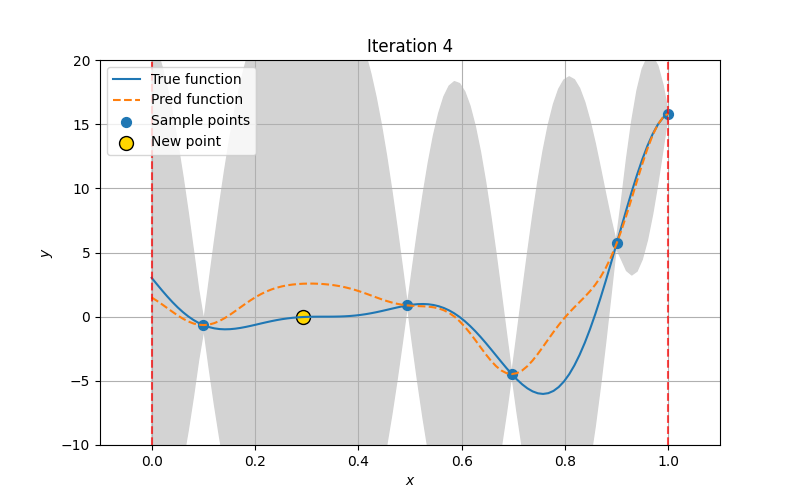 Iteration 4
True function
Pred function
Sample points
New point
20
15
10
5
0
−5
−10
y
0.0 0.2 0.4 0.6 0.8 1.0
x